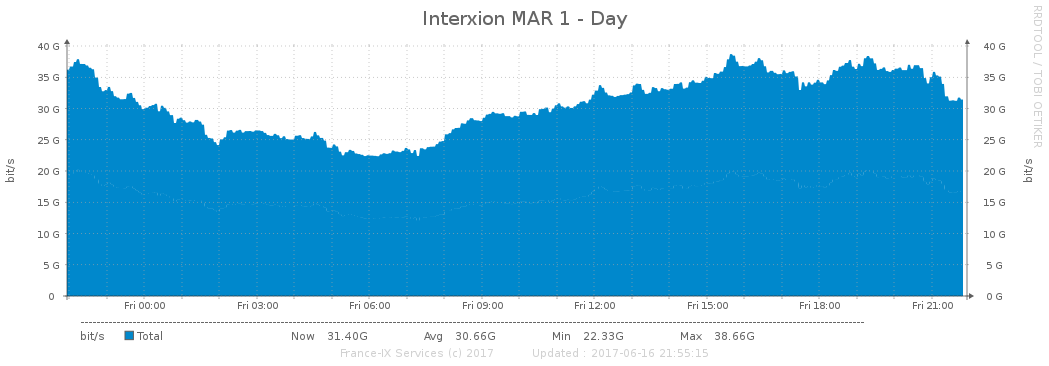 Interxion MAR 1 - Day
RRDTOOL / TOBI OETIKER
40 G 40 G
35 G 35 G
30 G 30 G
25 G 25 G
20 G 20 G
15 G 15 G
10 G 10 G
5 G 5 G
0 0 G
bit/s bit/s
Fri 00:00 Fri 03:00 Fri 06:00 Fri 09:00 Fri 12:00 Fri 15:00 Fri 18:00 Fri 21:00
bit/s Total Now 31.40G Avg 30.66G Min 22.33G Max 38.66G
France-IX Services (c) 2017 Updated : 2017-06-16 21:55:15